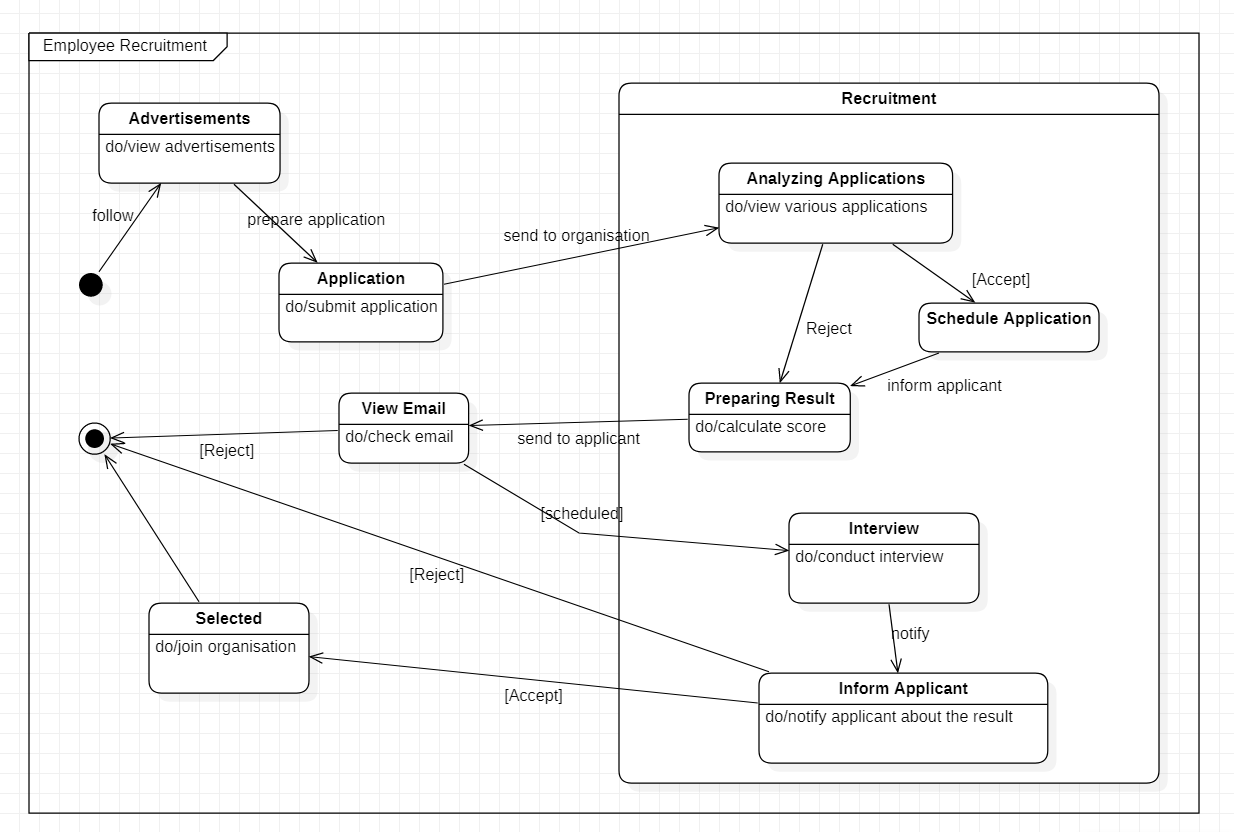 Employee Recruitment
Recruitment
Advertisements
do/view advertisements
Analyzing Applications
do/view various applications
follow
prepare application
send to organisation
Application
do/submit application
[Accept]
Schedule Application
Reject
inform applicant
Preparing Result
do/calculate score
View Email
do/check email
send to applicant
[Reject]
[scheduled]
Interview
do/conduct interview
[Reject]
Selected
do/join organisation
notify
Inform Applicant
do/notify applicant about the result
[Accept]